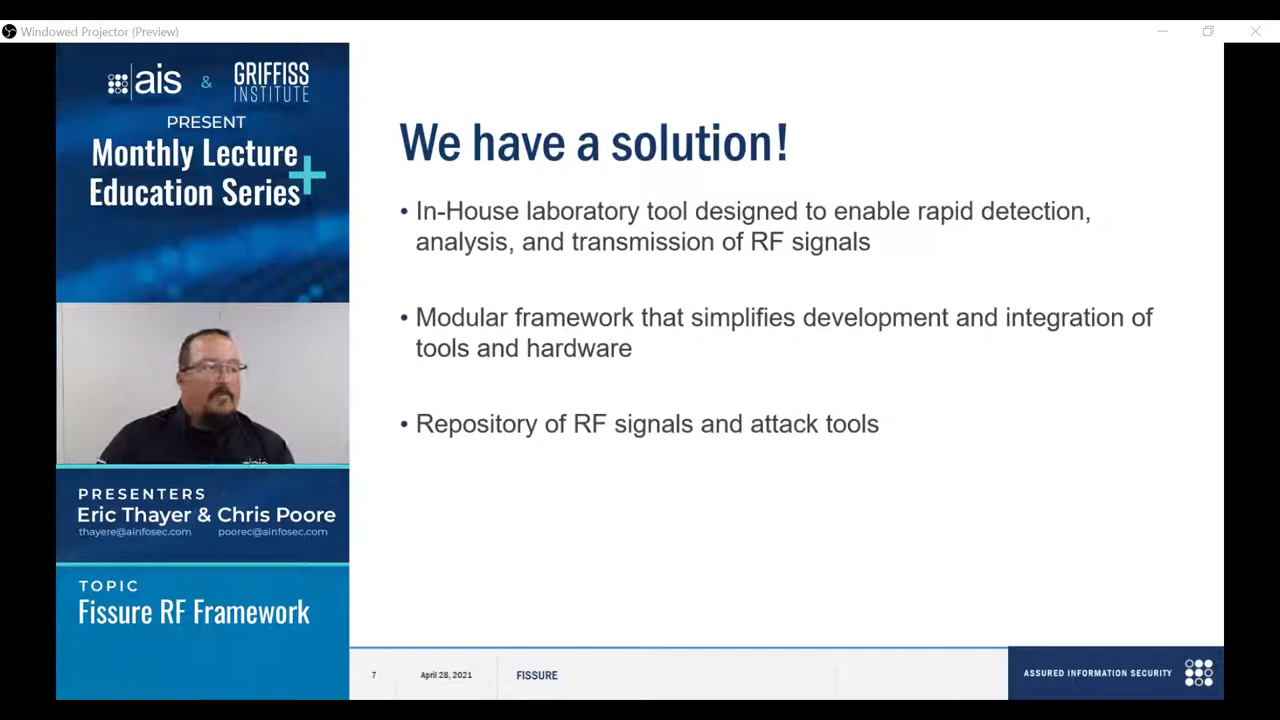 Windowed Projector (Preview)
ais & GRIFFISS
INSTITUTE
PRESENT
Monthly Lecture
Education Series+
We have a solution!
• In-House laboratory tool designed to enable rapid detection,
analysis, and transmission of RF signals
• Modular framework that simplifies development and integration of
tools and hardware
• Repository of RF signals and attack tools
ais
PRESENTERS
Eric Thayer & Chris Poore
thayere@ainfosec.com poorec@ainfosec.com
TOPIC
Fissure RF Framework
7 April 28, 2021 FISSURE ASSURED INFORMATION SECURITY